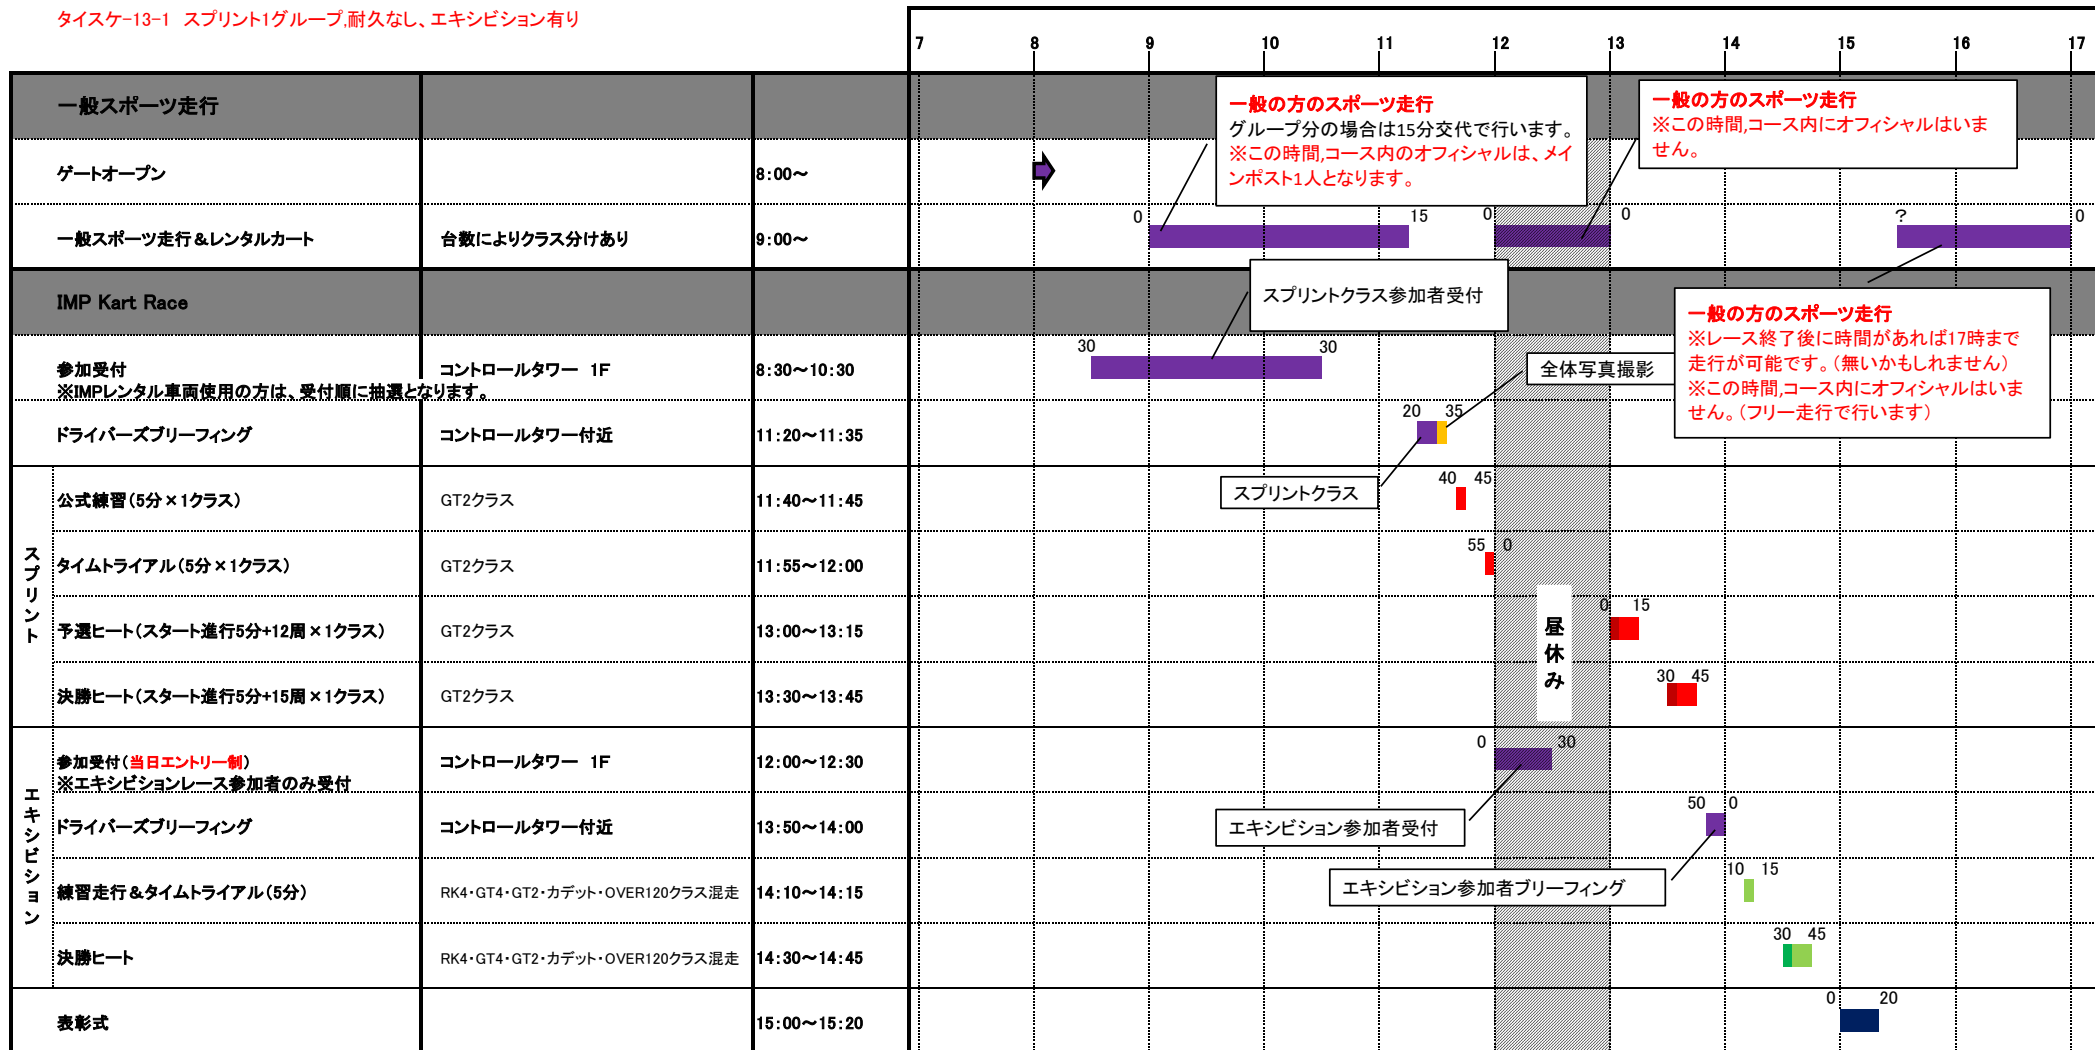 タイスケ-13-1 スプリント1グループ,耐久なし、エキシビション有り
7 8 9 10 11 12 13 14 15 16 17
一般スポーツ走行
一般の方のスポーツ走行
グループ分の場合は15分交代で行います。
※この時間,コース内のオフィシャルは、メイ
ンポスト1人となります。
一般の方のスポーツ走行
※この時間,コース内にオフィシャルはいま
せん。
ゲートオープン 8:00～
一般スポーツ走行&レンタルカート 台数によりクラス分けあり 9:00～ 0 15 0 0 ? 0
IMP Kart Race
スプリントクラス参加者受付
一般の方のスポーツ走行
※レース終了後に時間があれば17時まで
走行が可能です。(無いかもしれません)
※この時間,コース内にオフィシャルはいま
せん。(フリー走行で行います)
参加受付 コントロールタワー 1F 8:30～10:30 30 30
※IMPレンタル車両使用の方は、受付順に抽選となります。
全体写真撮影
ドライバーズブリーフィング コントロールタワー付近 11:20～11:35 20 35
スプリントクラス
スプリント
公式練習(5分×1クラス) GT2クラス 11:40～11:45 40 45
タイムトライアル(5分×1クラス) GT2クラス 11:55～12:00 55 0
予選ヒート(スタート進行5分+12周×1クラス) GT2クラス 13:00～13:15 0 15
昼休み
決勝ヒート(スタート進行5分+15周×1クラス) GT2クラス 13:30～13:45 30 45
エキシビション
参加受付(当日エントリー制) コントロールタワー 1F 12:00～12:30 0 30
※エキシビションレース参加者のみ受付
エキシビション参加者受付
ドライバーズブリーフィング コントロールタワー付近 13:50～14:00 50 0
エキシビション参加者ブリーフィング
練習走行&タイムトライアル(5分) RK4・GT4・GT2・カデット・OVER120クラス混走 14:10～14:15 10 15
決勝ヒート RK4・GT4・GT2・カデット・OVER120クラス混走 14:30～14:45 30 45
表彰式 15:00～15:20 0 20